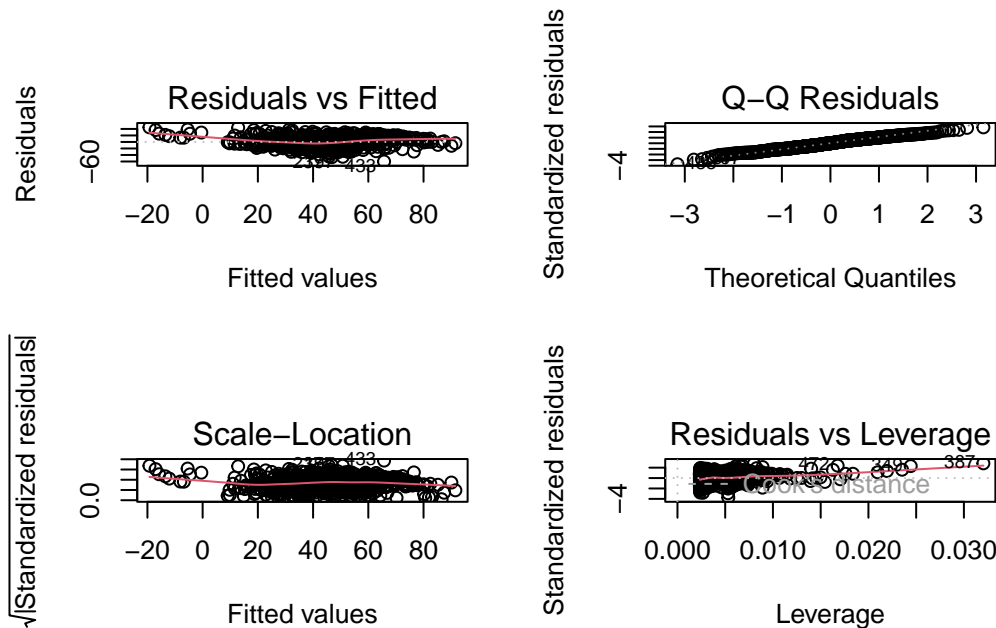 Residuals vs Fitted
Residuals
−60
433
−20 0 20 40 60 80
Fitted values
Q−Q Residuals
Standardized residuals
−4
−3 −1 0 1 2 3
Theoretical Quantiles
Scale−Location
√|Standardized residuals|
0.0
433
−20 0 20 40 60 80
Fitted values
Residuals vs Leverage
Standardized residuals
−4
387
Cook's distance
0.000 0.010 0.020 0.030
Leverage